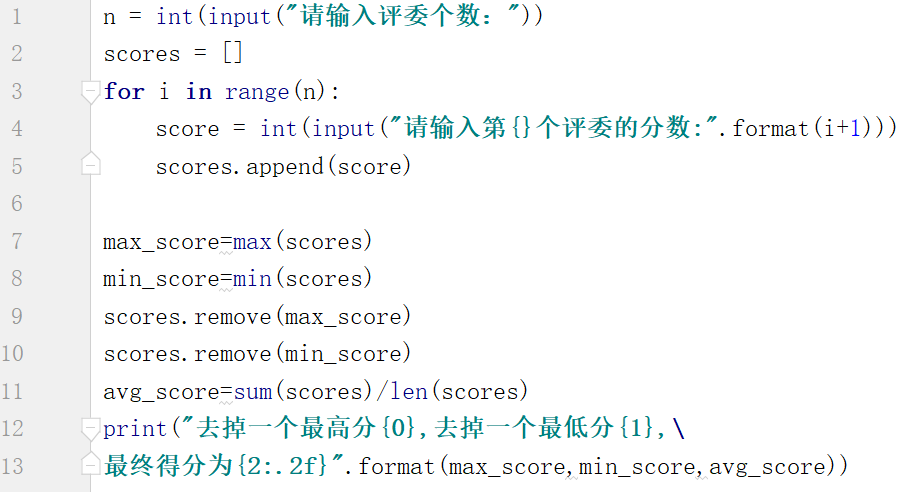 1 n = int(input("请输入评委个数："))
2 scores = []
3 for i in range(n):
4     score = int(input("请输入第{}个评委的分数:".format(i+1)))
5     scores.append(score)
6
7 max_score=max(scores)
8 min_score=min(scores)
9 scores.remove(max_score)
10 scores.remove(min_score)
11 avg_score=sum(scores)/len(scores)
12 print("去掉一个最高分{0},去掉一个最低分{1},\
13 最终得分为{2:.2f}".format(max_score,min_score,avg_score))